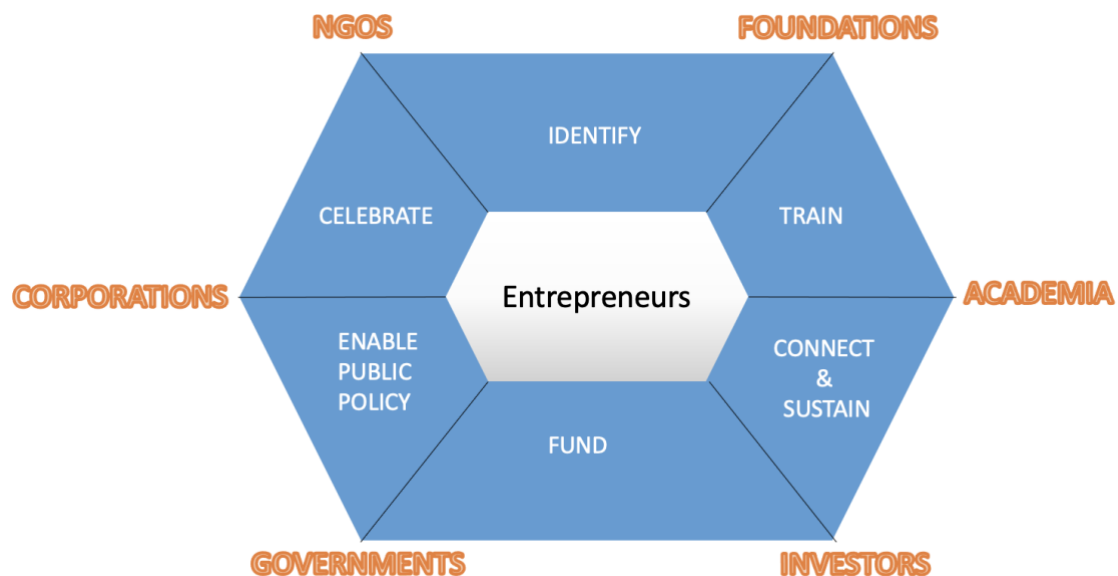 NGOS
FOUNDATIONS
IDENTIFY
CELEBRATE
TRAIN
CORPORATIONS
Entrepreneurs
ACADEMIA
ENABLE
PUBLIC
POLICY
CONNECT
&
SUSTAIN
FUND
GOVERNMENTS
INVESTORS